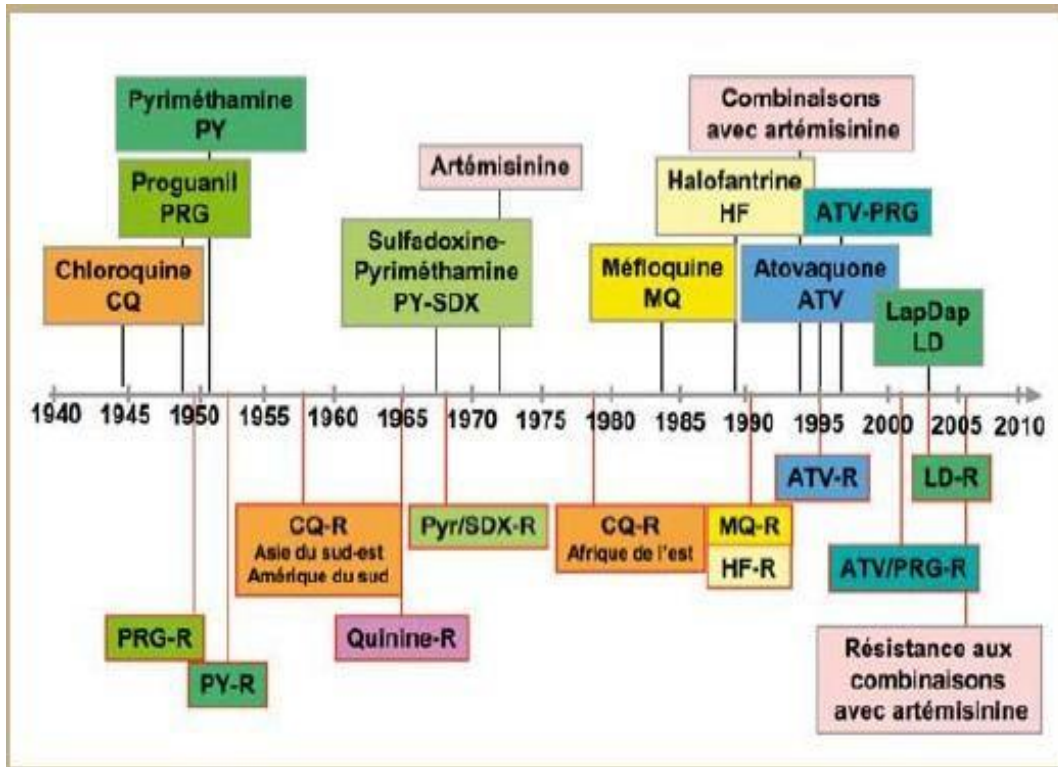 Pyriméthamine
PY
Combinaisons
avec artémisinine
Proguanil
PRG
Artémisinine
Halofantrine
HF
ATV-PRG
Chloroquine
CQ
Sulfadoxine-
Pyriméthamine
PY-SDX
Méfloquine
MQ
Atovaquone
ATV
LapDap
LD
1940 1945 1950 1955 1960 1965 1970 1975 1980 1985 1990 1995 2000 2005 2010
ATV-R
LD-R
CQ-R
Asie du sud-est
Amérique du sud
Pyr/SDX-R
CQ-R
Afrique de l'est
MQ-R
HF-R
ATV/PRG-R
PRG-R
Quinine-R
PY-R
Résistance aux
combinaisons
avec artémisinine